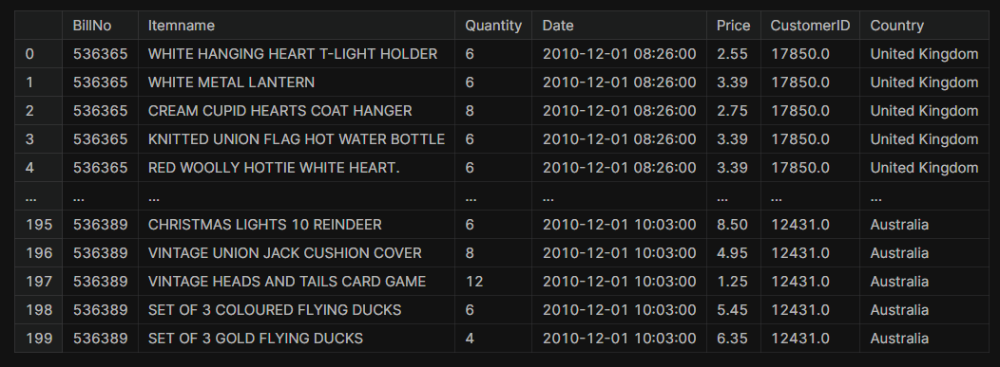 BillNo Itemname Quantity Date Price CustomerID Country
0 536365 WHITE HANGING HEART T-LIGHT HOLDER 6 2010-12-01 08:26:00 2.55 17850.0 United Kingdom
1 536365 WHITE METAL LANTERN 6 2010-12-01 08:26:00 3.39 17850.0 United Kingdom
2 536365 CREAM CUPID HEARTS COAT HANGER 8 2010-12-01 08:26:00 2.75 17850.0 United Kingdom
3 536365 KNITTED UNION FLAG HOT WATER BOTTLE 6 2010-12-01 08:26:00 3.39 17850.0 United Kingdom
4 536365 RED WOOLLY HOTTIE WHITE HEART. 6 2010-12-01 08:26:00 3.39 17850.0 United Kingdom
... ... ... ... ... ... ... ...
195 536389 CHRISTMAS LIGHTS 10 REINDEER 6 2010-12-01 10:03:00 8.50 12431.0 Australia
196 536389 VINTAGE UNION JACK CUSHION COVER 8 2010-12-01 10:03:00 4.95 12431.0 Australia
197 536389 VINTAGE HEADS AND TAILS CARD GAME 12 2010-12-01 10:03:00 1.25 12431.0 Australia
198 536389 SET OF 3 COLOURED FLYING DUCKS 6 2010-12-01 10:03:00 5.45 12431.0 Australia
199 536389 SET OF 3 GOLD FLYING DUCKS 4 2010-12-01 10:03:00 6.35 12431.0 Australia